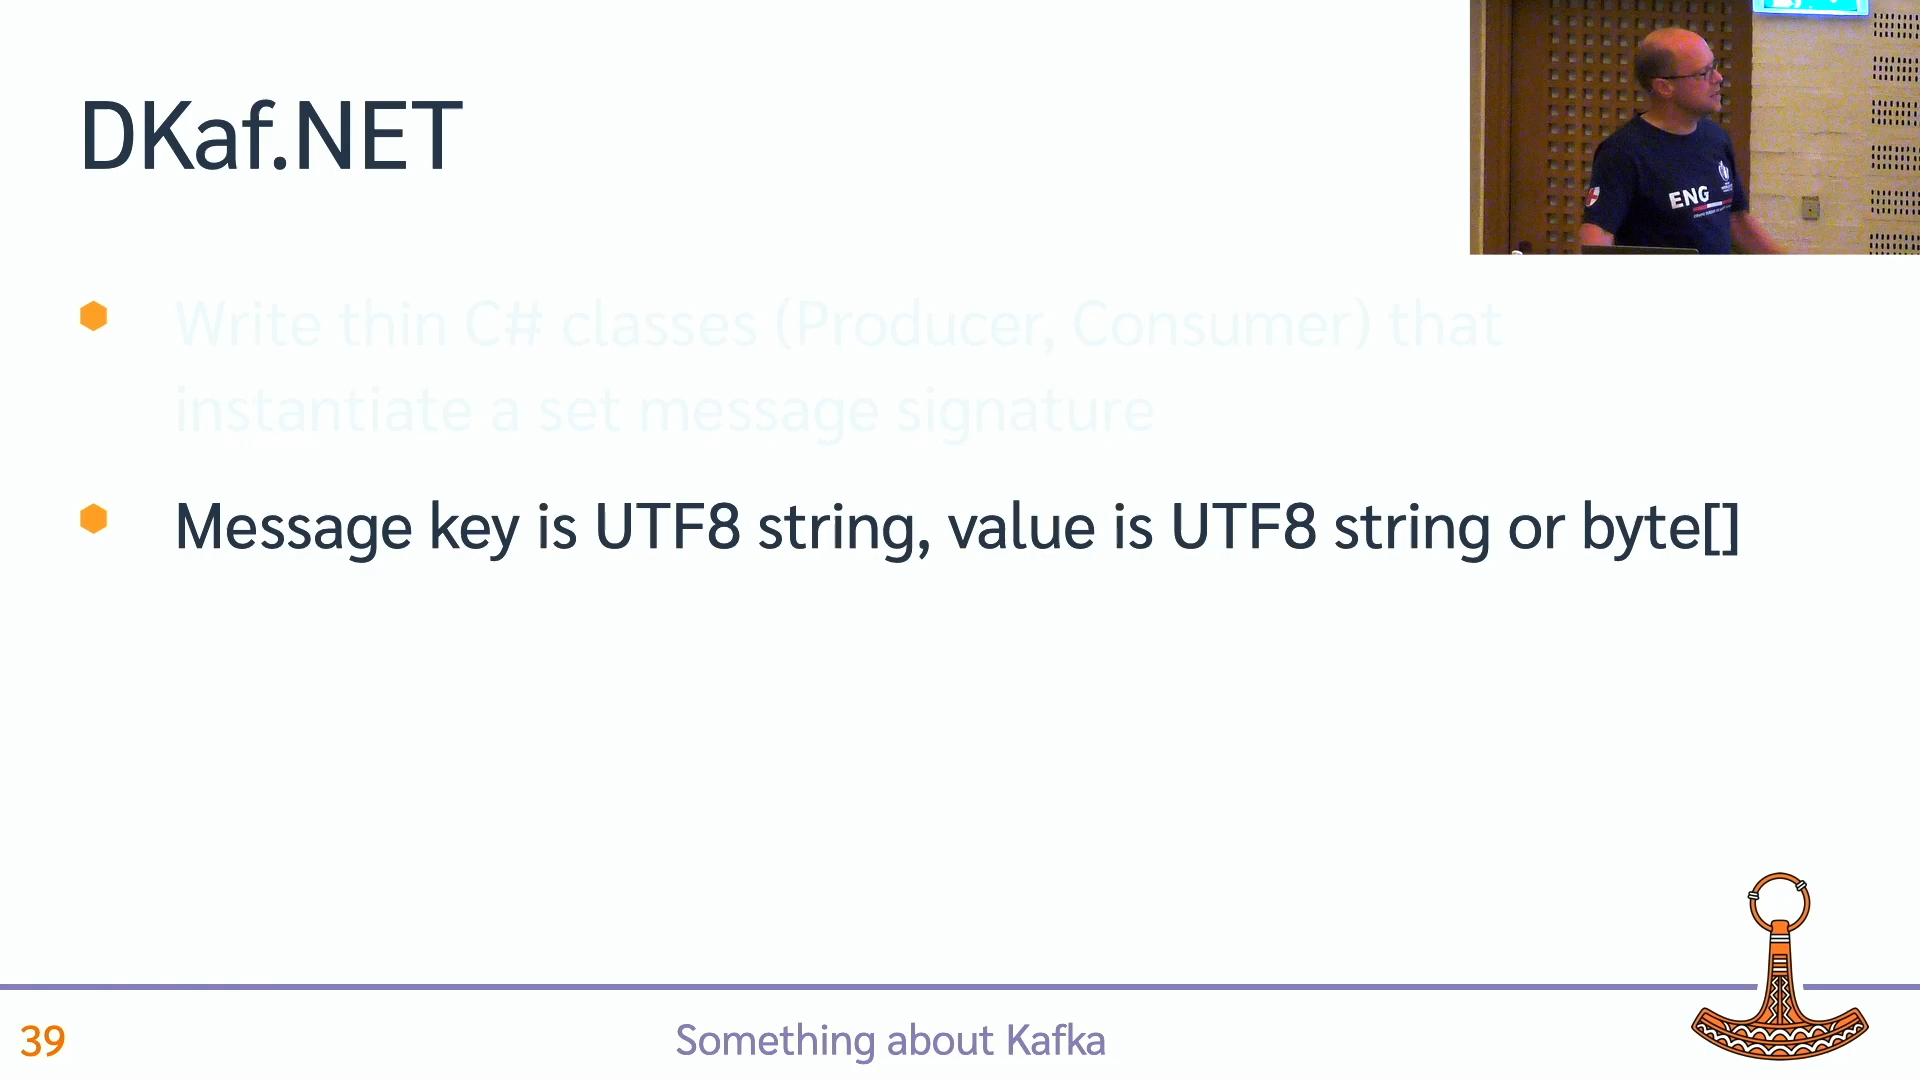 DKaf.NET
Write thin C# classes (Producer, Consumer) that
instantiate a set message signature
Message key is UTF8 string, value is UTF8 string or byte[]
ENG
39
Something about Kafka